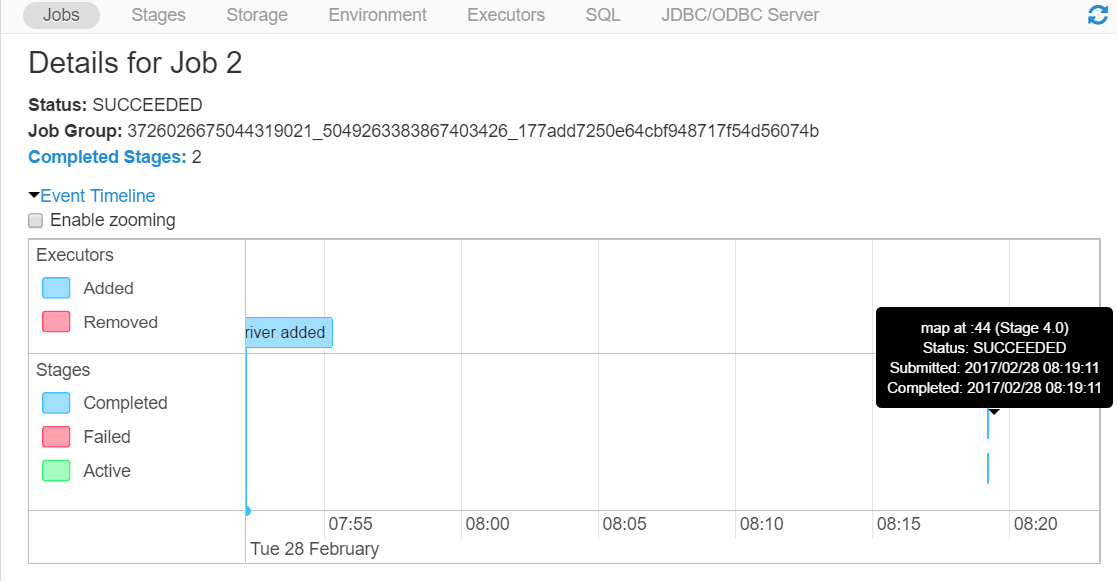 Jobs Stages Storage Environment Executors SQL JDBC/ODBC Server
Details for Job 2
Status: SUCCEEDED
Job Group: 3726026675044319021_5049263383867403426_177add7250e64cbf948717f54d56074b
Completed Stages: 2
Event Timeline
Enable zooming
Executors
Added
Removed
river added
map at :44 (Stage 4.0)
Status: SUCCEEDED
Submitted: 2017/02/28 08:19:11
Completed: 2017/02/28 08:19:11
Stages
Completed
Failed
Active
07:55 08:00 08:05 08:10 08:15 08:20
Tue 28 February